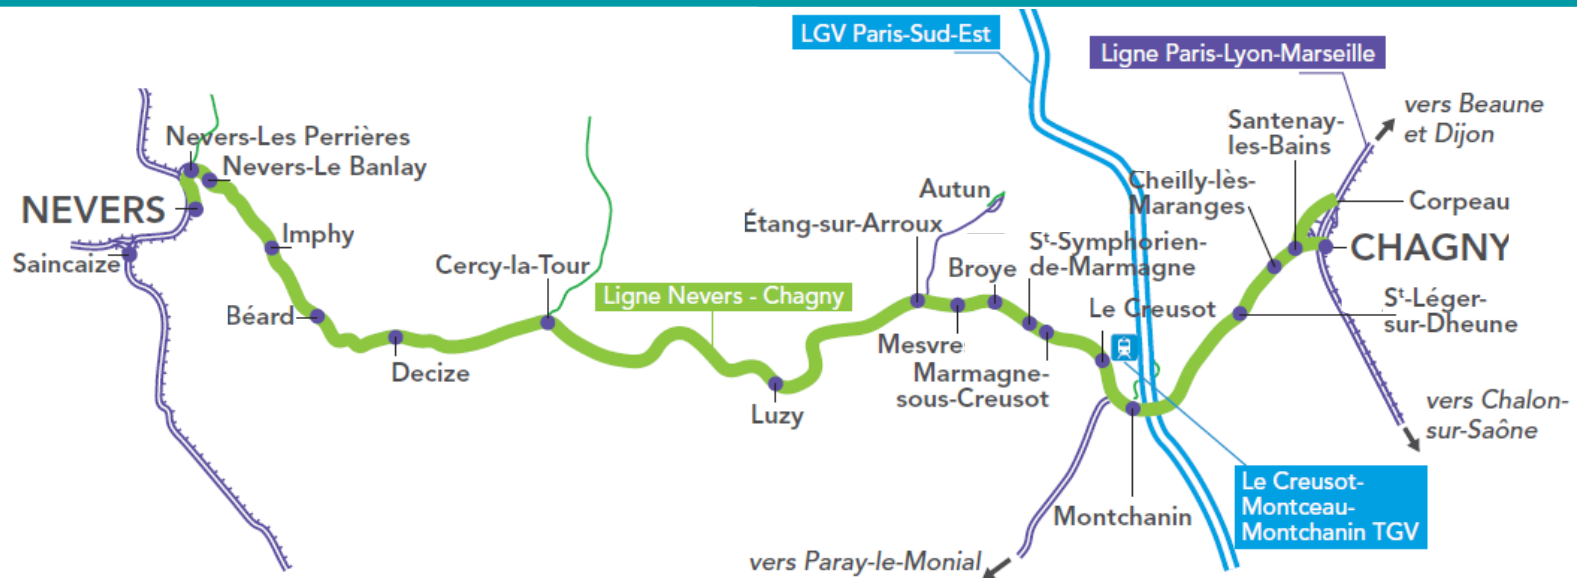 LGV Paris-Sud-Est
Ligne Paris-Lyon-Marseille
vers Beaune
et Dijon
Nevers-Les Perrières
Nevers-Le Banlay
NEVERS
Imphy
Saincaize
Béard
Decize
Cercy-la-Tour
Ligne Nevers - Chagny
Luzy
Étang-sur-Arroux
Autun
Mesvre
Broye
St-Symphorien-
de-Marmagne
Marmagne-
sous-Creusot
Le Creusot
Montchanin
Cheilly-lès-
Maranges
Santenay-
les-Bains
Corpeau
CHAGNY
St-Léger-
sur-Dheune
vers Chalon-
sur-Saône
Le Creusot-
Montceau-
Montchanin TGV
vers Paray-le-Monial